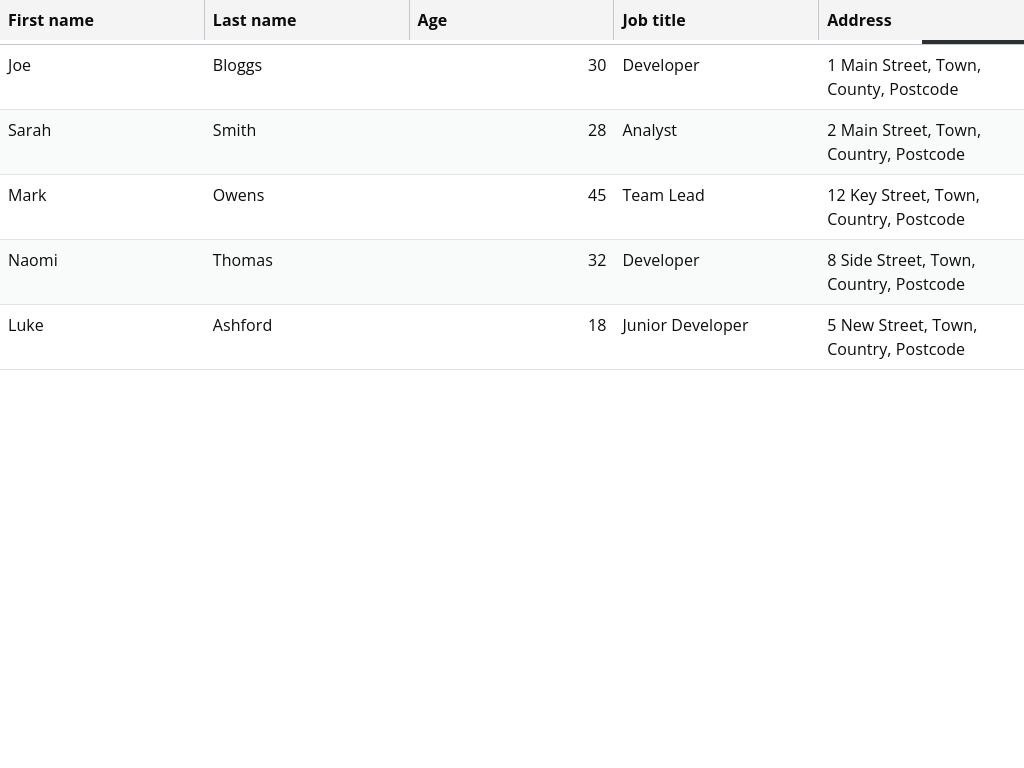 First name Last name Age Job title Address
Joe Bloggs 30 Developer 1 Main Street, Town,
County, Postcode
Sarah Smith 28 Analyst 2 Main Street, Town,
Country, Postcode
Mark Owens 45 Team Lead 12 Key Street, Town,
Country, Postcode
Naomi Thomas 32 Developer 8 Side Street, Town,
Country, Postcode
Luke Ashford 18 Junior Developer 5 New Street, Town,
Country, Postcode